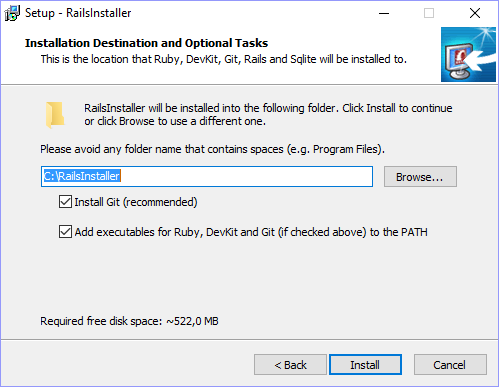 Setup - RailsInstaller
Installation Destination and Optional Tasks
This is the location that Ruby, DevKit, Git, Rails and Sqlite will be installed to.
RailsInstaller will be installed into the following folder. Click Install to continue
or click Browse to use a different one.
Please avoid any folder name that contains spaces (e.g. Program Files).
C:\RailsInstaller
Browse...
Install Git (recommended)
Add executables for Ruby, DevKit and Git (if checked above) to the PATH
Required free disk space: ~522,0 MB
< Back
Install
Cancel